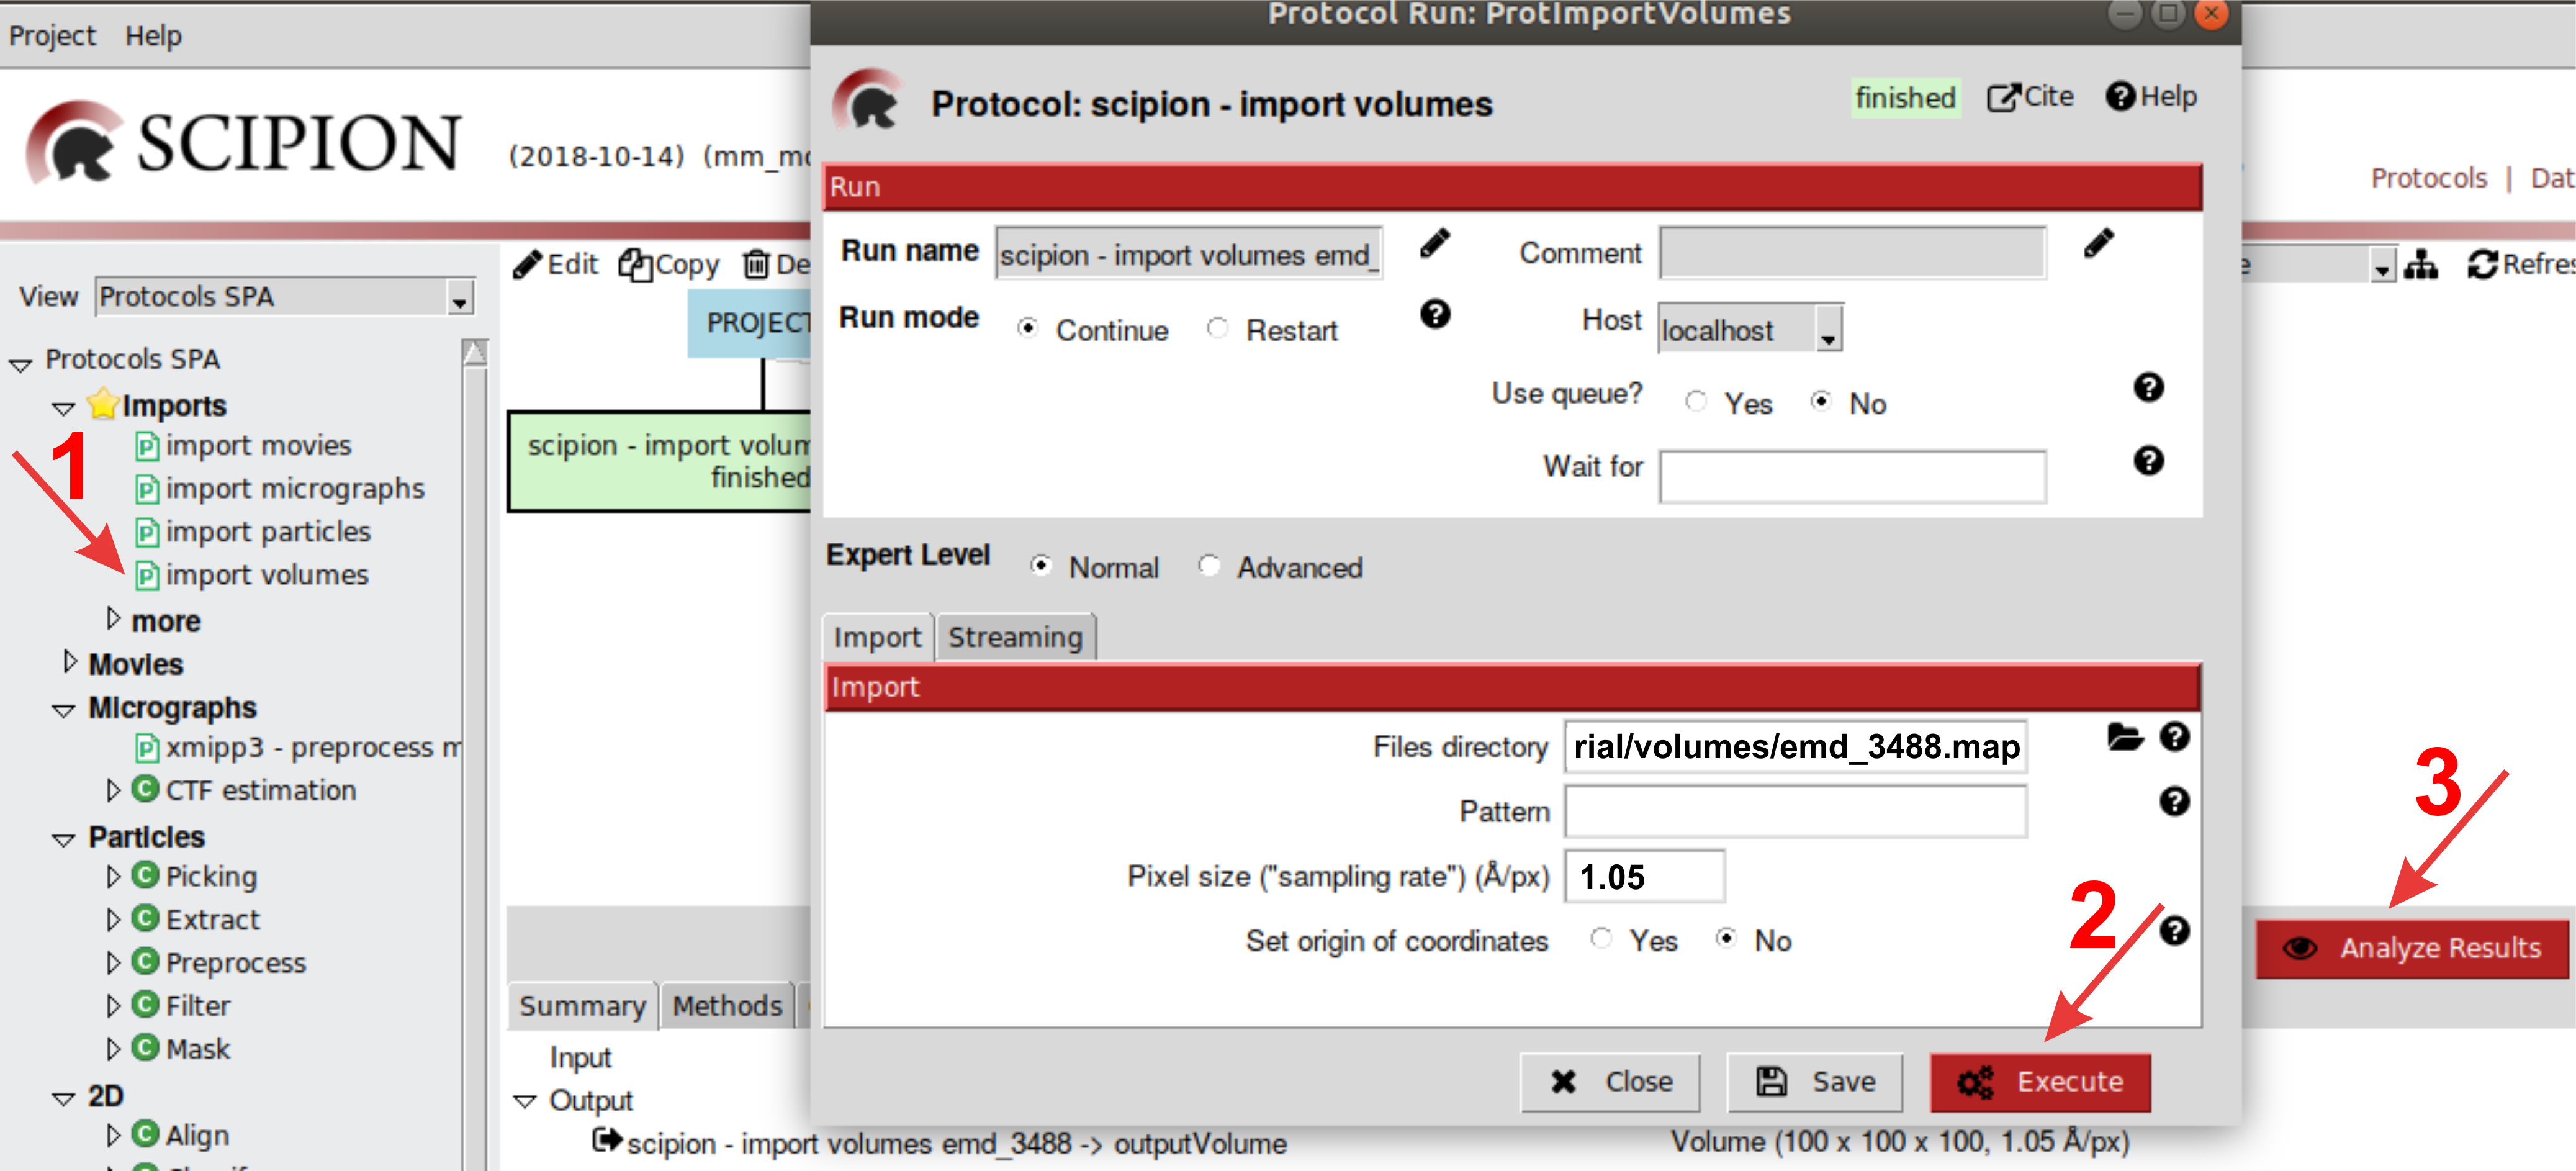 Protocol Run: ProtImportVolumes
Project Help
SCIPION
(2018-10-14) (mm_
Protocols | Dat
View Protocols SPA
Protocols SPA
Imports
import movies
import micrographs
import particles
import volumes
more
Movies
Micrographs
xmipp3 - preprocess m
CTF estimation
Particles
Picking
Extract
Preprocess
Filter
Mask
2D
Align
1
Edit Copy De
PROJECT
scipion - import volum
finished
Refres
Protocol: scipion - import volumes
finished Cite Help
Run
Run name scipion - import volumes emd_
Comment
Run mode Continue Restart
Host localhost
Use queue? Yes No
Wait for
Expert Level Normal Advanced
Import Streaming
Import
Files directory rial/volumes/emd_3488.map
Pattern
Pixel size ("sampling rate") (Å/px) 1.05
Set origin of coordinates Yes No
2
Close Save Execute
3
Analyze Results
Summary Methods
Input
Output
scipion - import volumes emd_3488 -> outputVolume
Volume (100 x 100 x 100, 1.05 Å/px)